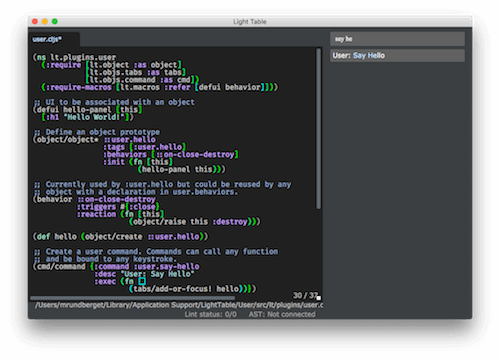 Light Table
user.cljs*
(ns lt.plugins.user
(:require [lt.object :as object]
[lt.objs.tabs :as tabs]
[lt.objs.command :as cmd])
(:require-macros [lt.macros :refer [defui behavior]]))
;; UI to be associated with an object
(defui hello-panel [this]
[:h1 "Hello World!"])
;; Define an object prototype
(object/object* ::user.hello
:tags [:user.hello]
:behaviors [::on-close-destroy]
:init (fn [this]
(hello-panel this)))
;; Currently used by :user.hello but could be reused by any
;; object with a declaration in user.behaviors.
(behavior ::on-close-destroy
:triggers #{:close}
:reaction (fn [this]
(object/raise this :destroy)))
(def hello (object/create ::user.hello))
;; Create a user command. Commands can call any function
;; and be bound to any keystroke.
(cmd/command {:command :user.say-hello
:desc "User: Say Hello"
:exec (fn []
(tabs/add-or-focus! hello))})
30 / 37
/Users/mrundberget/Library/Application Support/LightTable/User/src/lt/plugins/user.c
Lint status: 0/0 AST: Not connected
say he
User: Say Hello